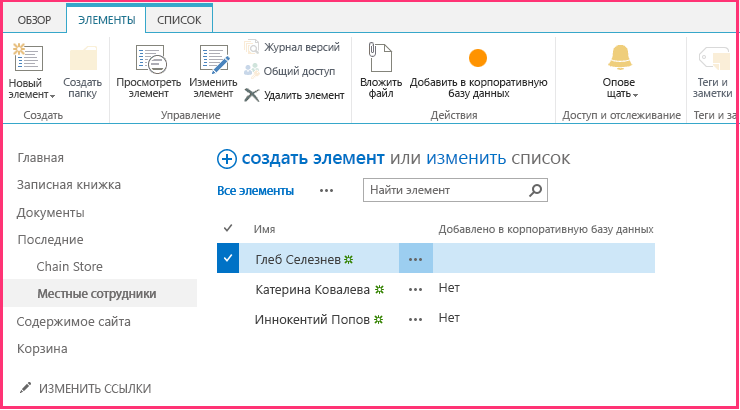 ОБЗОР ЭЛЕМЕНТЫ СПИСОК
Новый элемент
Создать папку
Создать
Просмотреть элемент
Изменить элемент
Журнал версий
Общий доступ
Удалить элемент
Управление
Вложить файл
Добавить в корпоративную базу данных
Действия
Опове щать
Доступ и отслеживание
Теги и заметки
Теги и за
Главная
Записная книжка
Документы
Последние
Chain Store
Местные сотрудники
Содержимое сайта
Корзина
ИЗМЕНИТЬ ССЫЛКИ
создать элемент или изменить список
Все элементы ••• Найти элемент
Имя Добавлено в корпоративную базу данных
Глеб Селезнев •••
Катерина Ковалева ••• Нет
Иннокентий Попов ••• Нет